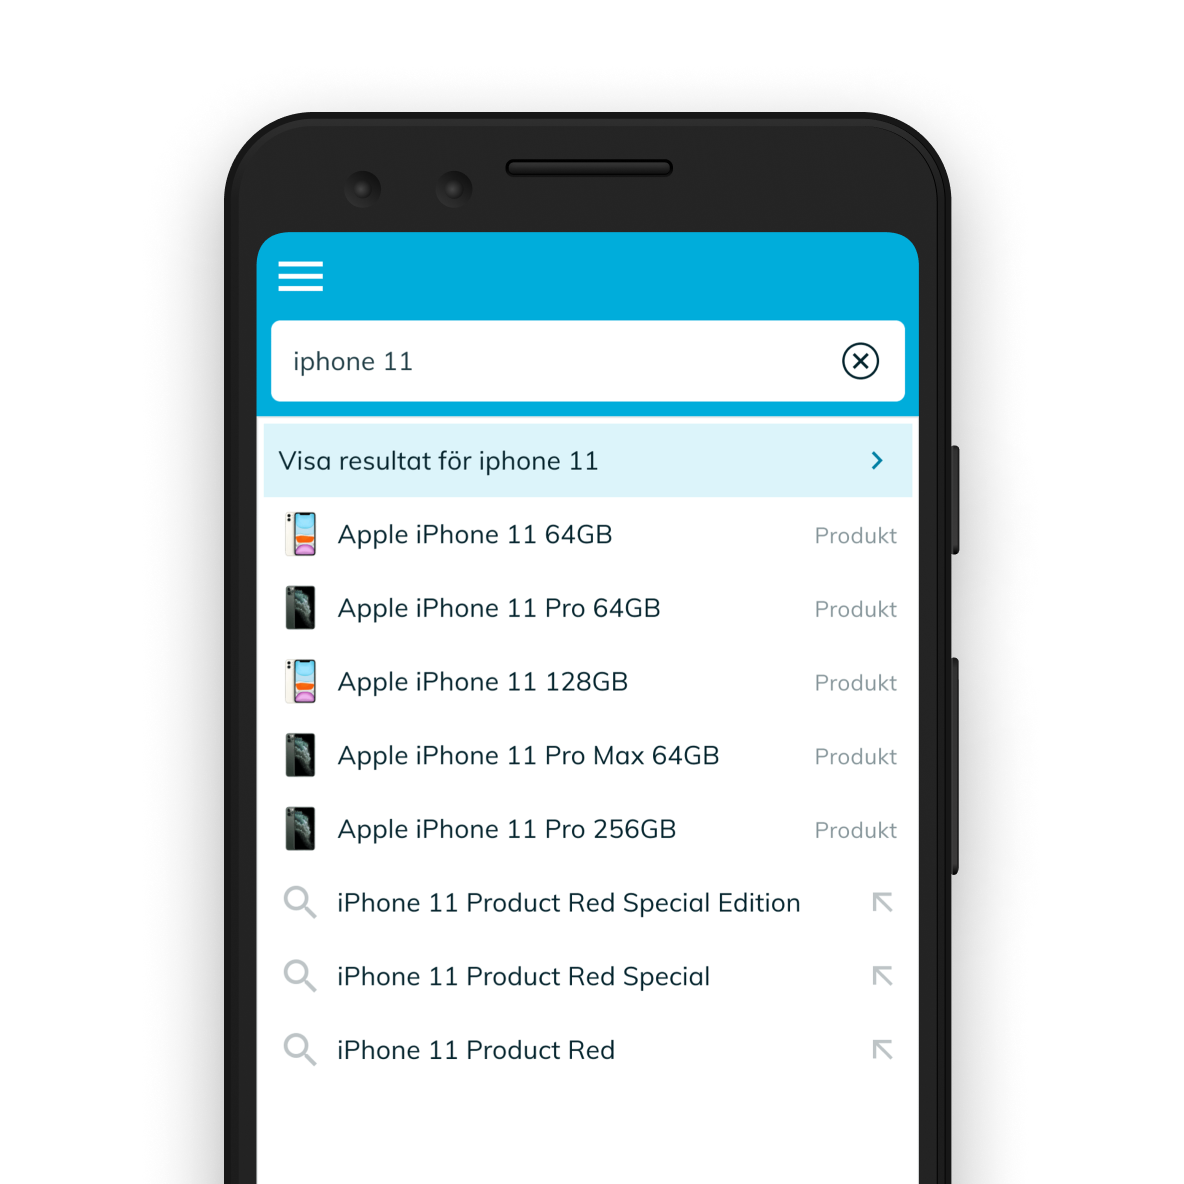 iphone 11
Visa resultat för iphone 11
Apple iPhone 11 64GB Produkt
Apple iPhone 11 Pro 64GB Produkt
Apple iPhone 11 128GB Produkt
Apple iPhone 11 Pro Max 64GB Produkt
Apple iPhone 11 Pro 256GB Produkt
iPhone 11 Product Red Special Edition
iPhone 11 Product Red Special
iPhone 11 Product Red